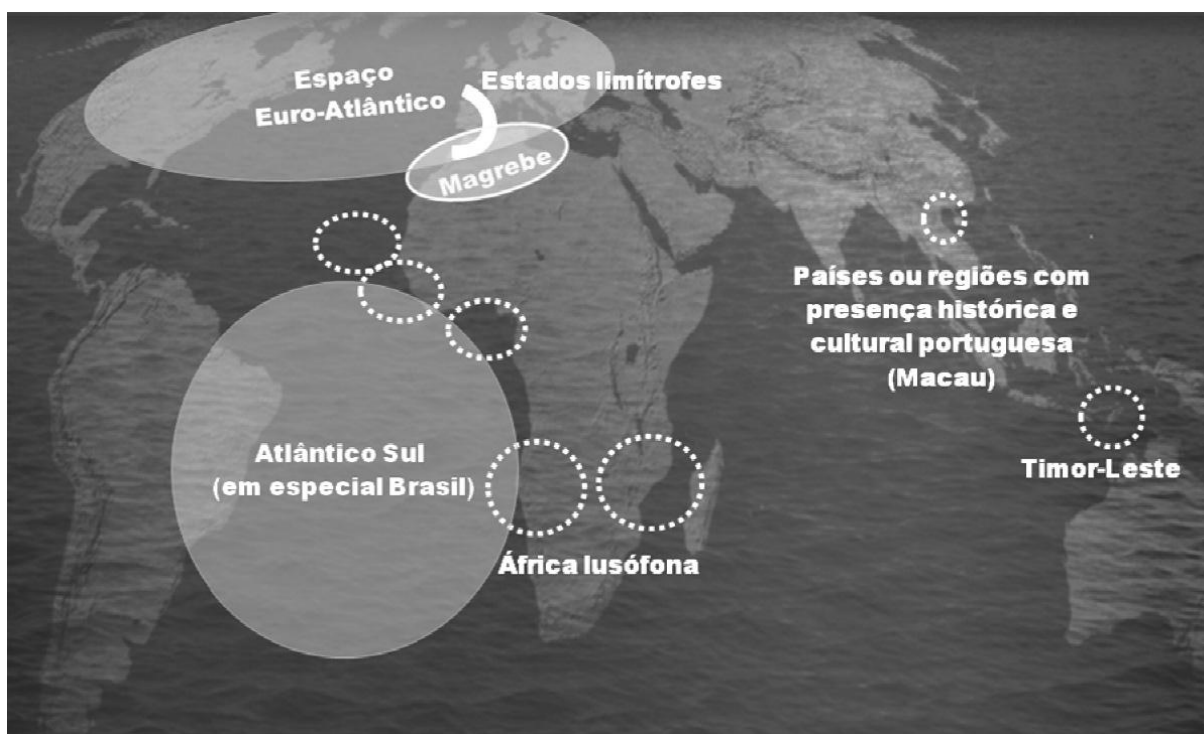 Espaço
Euro-Atlântico
Estados limítrofes
Magrebe
Países ou regiões com
presença histórica e
cultural portuguesa
(Macau)
Atlântico Sul
(em especial Brasil)
Timor-Leste
África lusófona